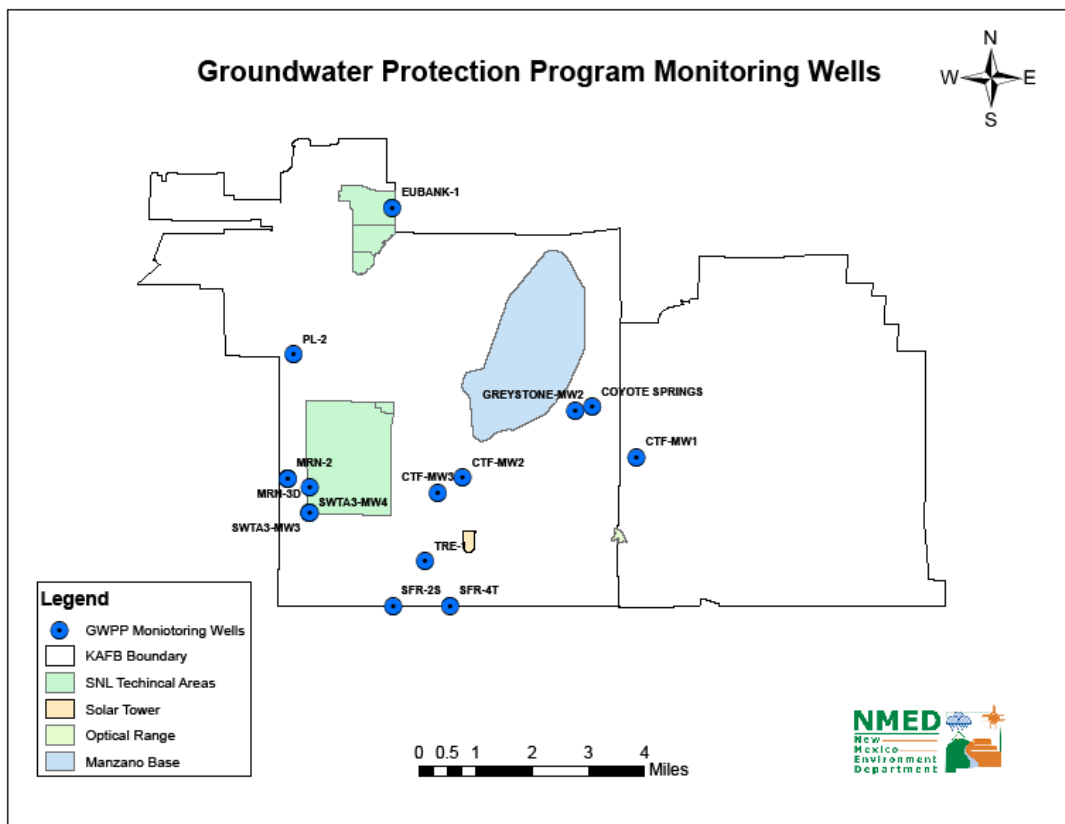 Groundwater Protection Program Monitoring Wells
N
W E
S
EUBANK-1
PL-2
GREYSTONE-MW2
COYOTE SPRINGS
CTF-MW1
CTF-MW2
CTF-MW3
MRN-2
MRN-3D
SWTA3-MW4
SWTA3-MW3
TRE-1
SFR-2S
SFR-4T
Legend
GWPP Moniotoring Wells
KAFB Boundary
SNL Techincal Areas
Solar Tower
Optical Range
Manzano Base
0 0.5 1 2 3 4
Miles
NMED
New
Mexico
Environment
Department